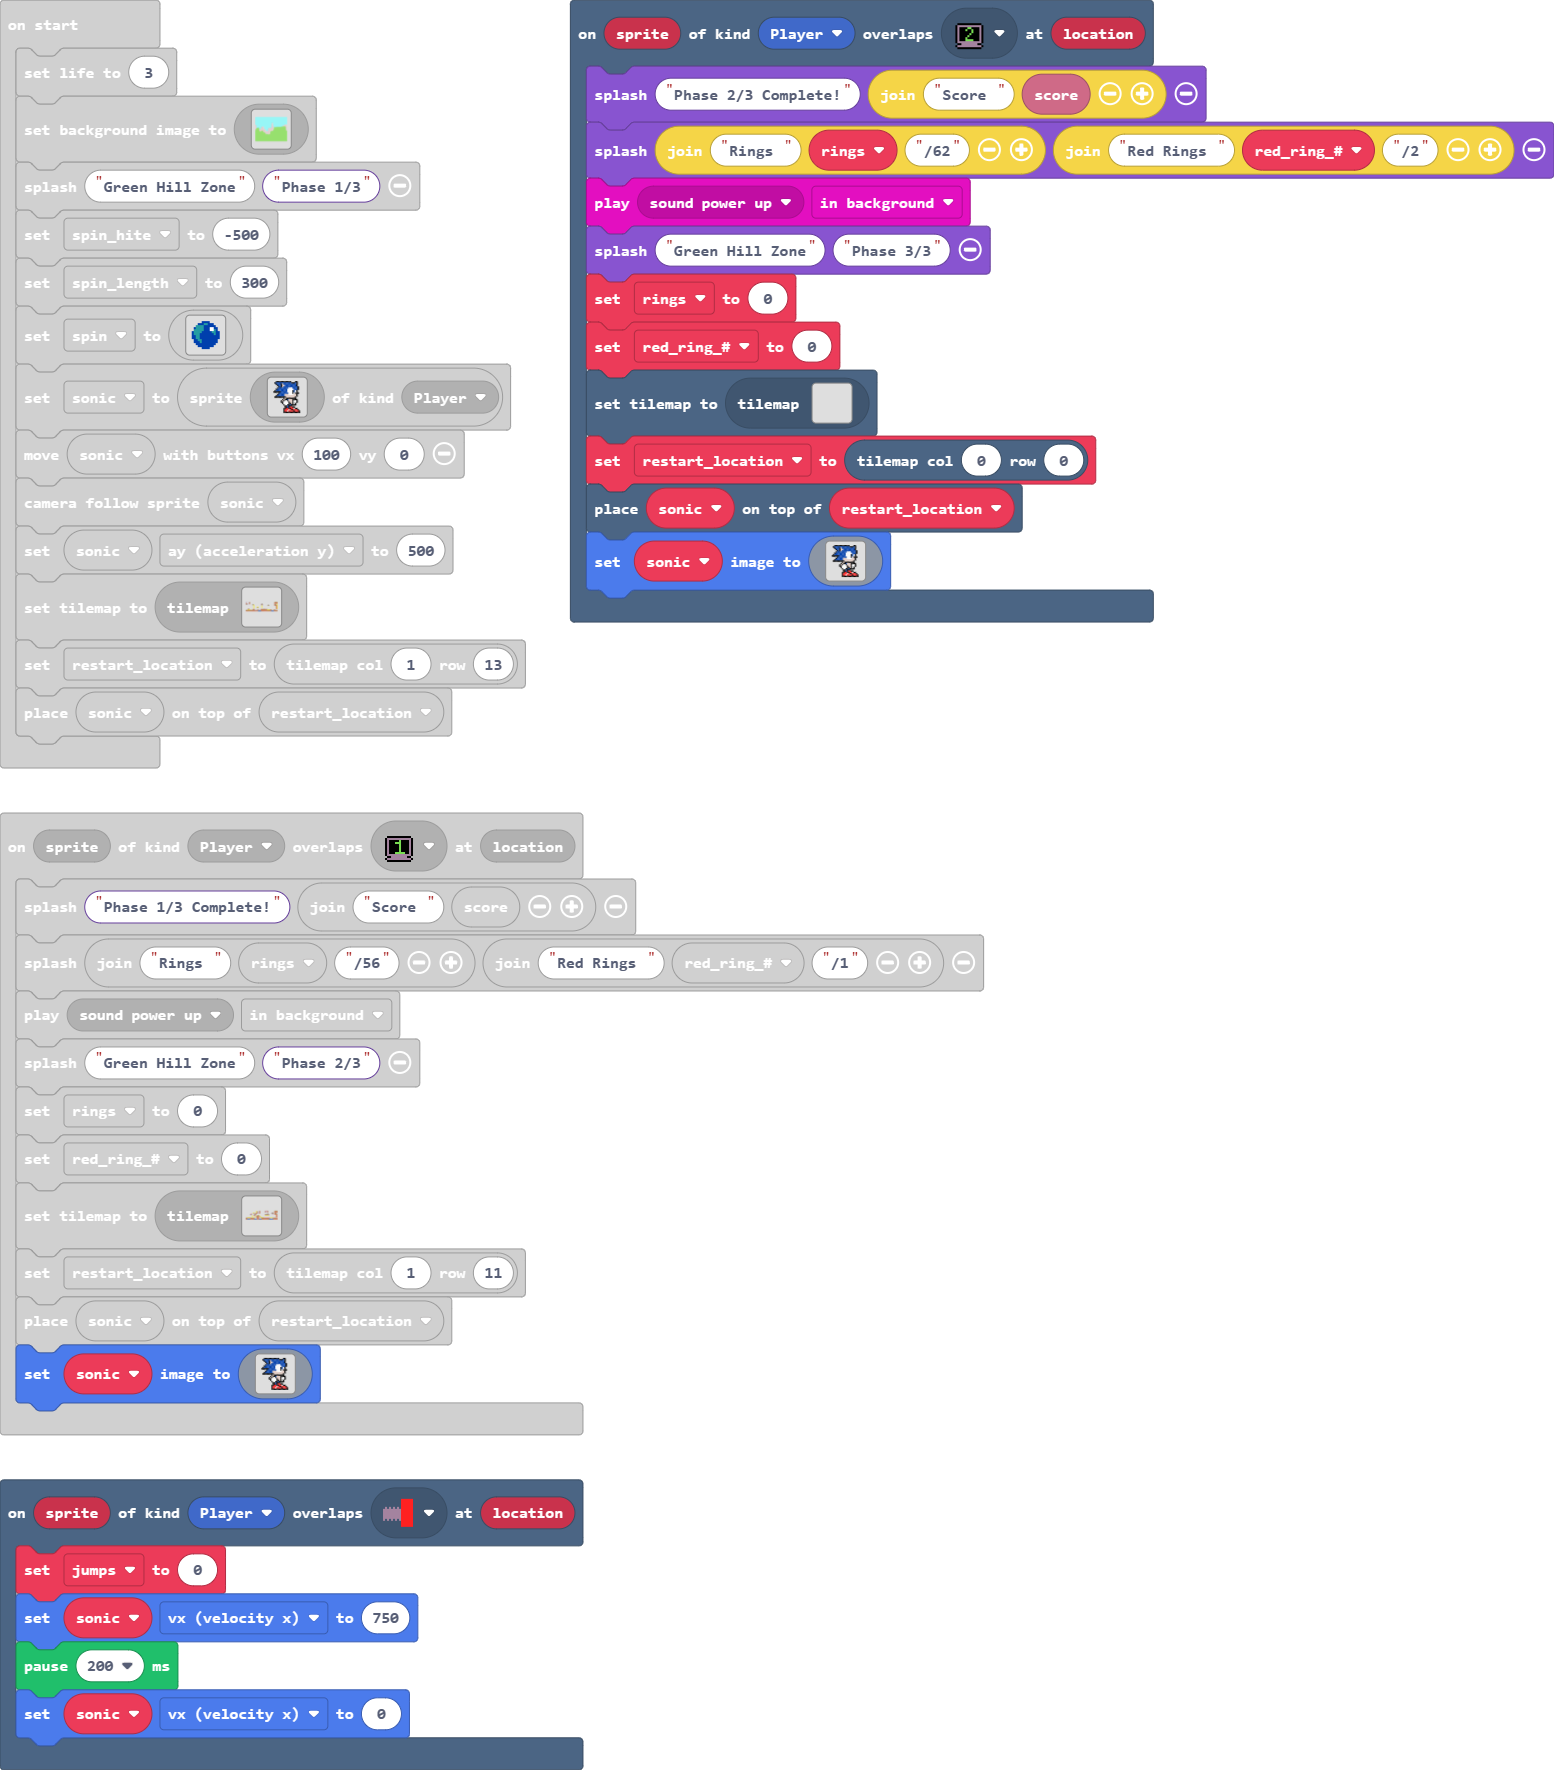 on start
set life to 3
set background image to
splash "Green Hill Zone" "Phase 1/3"
set spin_hite to -500
set spin_length to 300
set spin to
set sonic to sprite of kind Player
move sonic with buttons vx 100 vy 0
camera follow sprite sonic
set sonic ay (acceleration y) to 500
set tilemap to tilemap
set restart_location to tilemap col 1 row 13
place sonic on top of restart_location
on sprite of kind Player overlaps 2 at location
splash "Phase 2/3 Complete!" join "Score " score
splash join "Rings " rings "/62" join "Red Rings " red_ring_# "/2"
play sound power up in background
splash "Green Hill Zone" "Phase 3/3"
set rings to 0
set red_ring_# to 0
set tilemap to tilemap
set restart_location to tilemap col 0 row 0
place sonic on top of restart_location
set sonic image to
on sprite of kind Player overlaps 1 at location
splash "Phase 1/3 Complete!" join "Score " score
splash join "Rings " rings "/56" join "Red Rings " red_ring_# "/1"
play sound power up in background
splash "Green Hill Zone" "Phase 2/3"
set rings to 0
set red_ring_# to 0
set tilemap to tilemap
set restart_location to tilemap col 1 row 11
place sonic on top of restart_location
set sonic image to
on sprite of kind Player overlaps at location
set jumps to 0
set sonic vx (velocity x) to 750
pause 200 ms
set sonic vx (velocity x) to 0